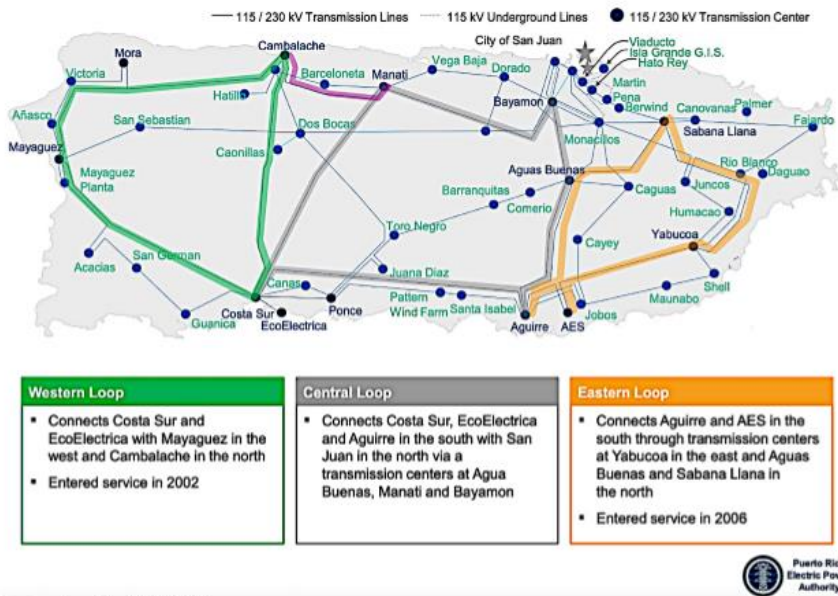 115 / 230 kV Transmission Lines
115 kV Underground Lines
115 / 230 kV Transmission Center
Cambalache
City of San Juan
Viaducto
Isla Grande G.I.S.
Hato Rey
Mora
Vega Baja
Victoria
Barceloneta
Manati
Dorado
Martin
Pena
Hatillo
Bayamon
Berwind
Canovanas
Palmer
Añasco
San Sebastian
Dos Bocas
Sabana Llana
Fajardo
Monacillos
Mayaguez
Caonillas
Rio Blanco
Aguas Buenas
Daguao
Mayaguez
Planta
Barranquitas
Caguas
Juncos
Comerio
Humacao
Toro Negro
Yabucoa
Cayey
San German
Acacias
Juana Diaz
Canas
Shell
Pattern
Wind Farm
Santa Isabel
Maunabo
Guanica
Costa Sur
Ponce
EcoElectrica
Aguirre
AES
Jobos
Western Loop
▪ Connects Costa Sur and
EcoElectrica with Mayaguez in the
west and Cambalache in the north
▪ Entered service in 2002
Central Loop
▪ Connects Costa Sur, EcoElectrica
and Aguirre in the south with San
Juan in the north via a
transmission centers at Agua
Buenas, Manati and Bayamon
Eastern Loop
▪ Connects Aguirre and AES in the
south through transmission centers
at Yabucoa in the east and Aguas
Buenas and Sabana Llana in
the north
▪ Entered service in 2006
Puerto Ric
Electric Pow
Authority